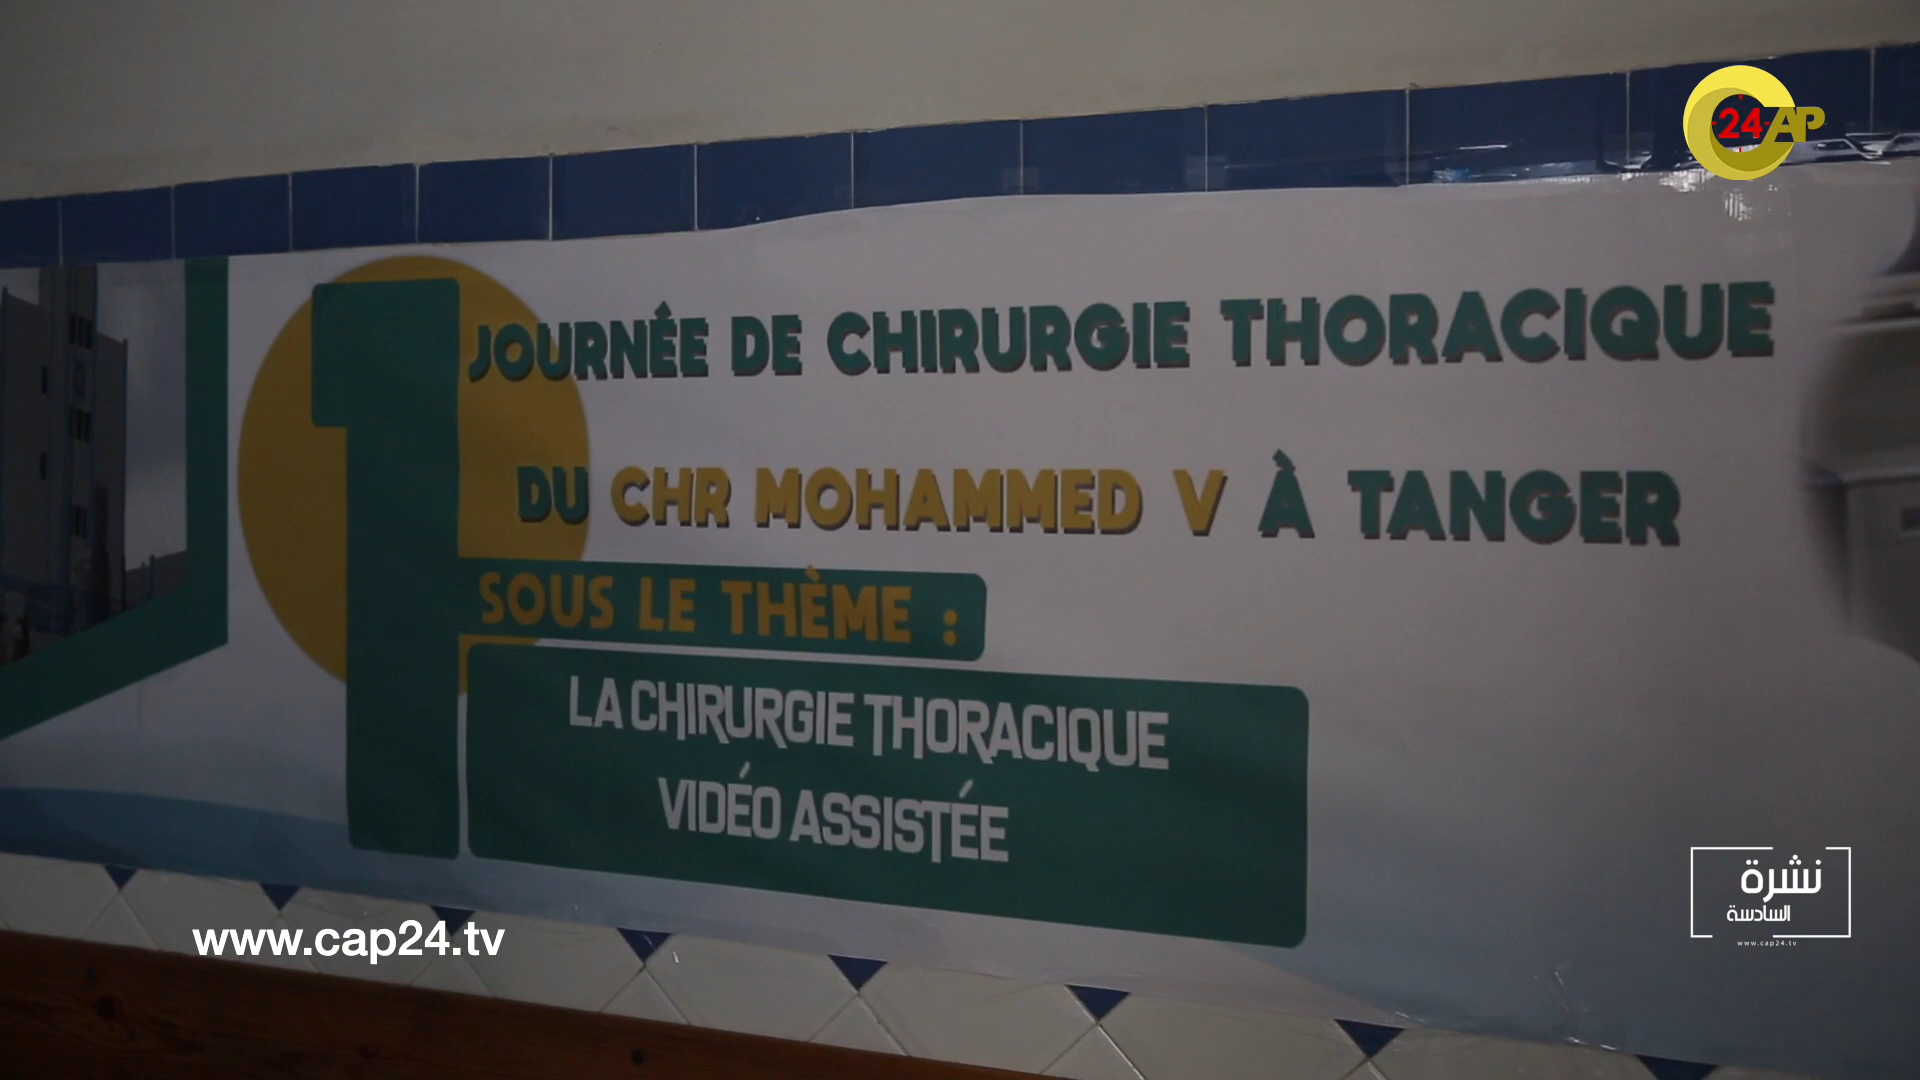 24 AP
1
JOURNÉE DE CHIRURGIE THORACIQUE
DU CHR MOHAMMED V À TANGER
SOUS LE THÈME :
LA CHIRURGIE THORACIQUE
VIDÉO ASSISTÉE
نشرة
السادسة
www.cap24.tv
www.cap24.tv